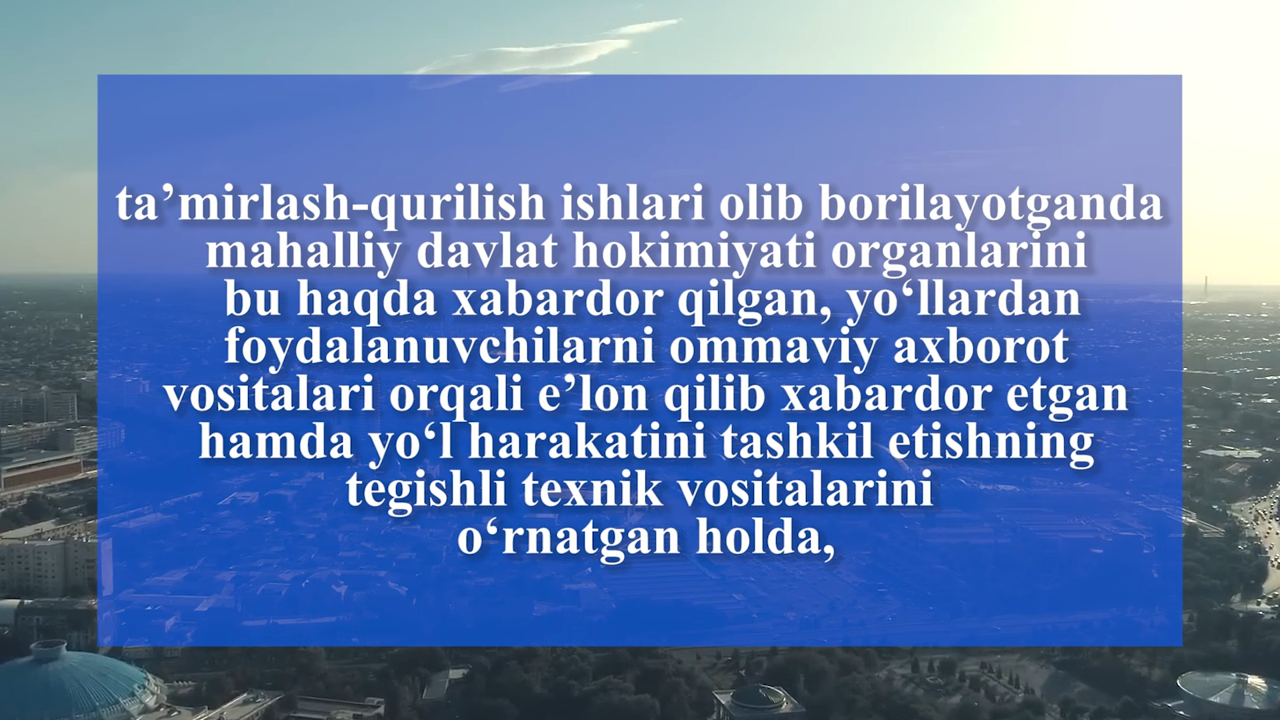 ta’mirlash-qurilish ishlari olib borilayotganda
mahalliy davlat hokimiyati organlarini
bu haqda xabardor qilgan, yo‘llardan
foydalanuvchilarni ommaviy axborot
vositalari orqali e’lon qilib xabardor etgan
hamda yo‘l harakatini tashkil etishning
tegishli texnik vositalarini
o‘rnatgan holda,